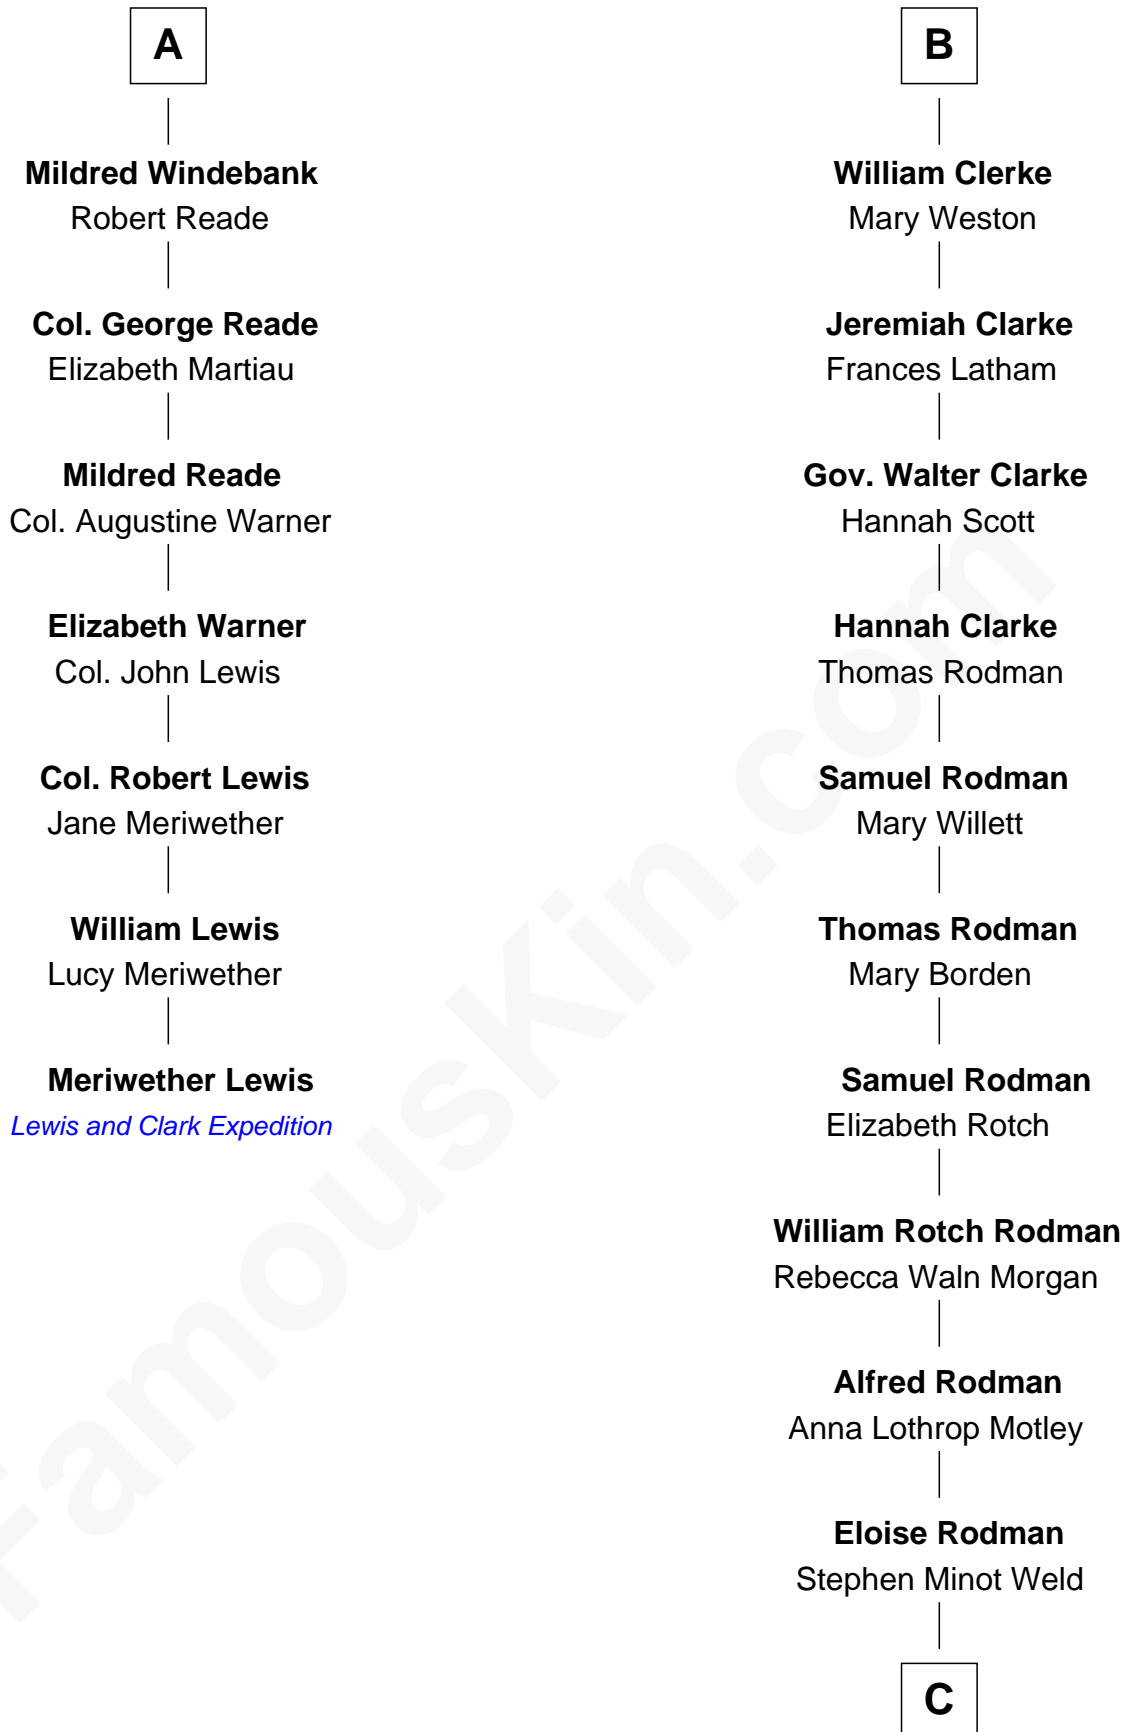 A
Mildred Windebank
Robert Reade
Col. George Reade
Elizabeth Martiau
Mildred Reade
Col. Augustine Warner
Elizabeth Warner
Col. John Lewis
Col. Robert Lewis
Jane Meriwether
William Lewis
Lucy Meriwether
Meriwether Lewis
Lewis and Clark Expedition
B
William Clerke
Mary Weston
Jeremiah Clarke
Frances Latham
Gov. Walter Clarke
Hannah Scott
Hannah Clarke
Thomas Rodman
Samuel Rodman
Mary Willett
Thomas Rodman
Mary Borden
Samuel Rodman
Elizabeth Rotch
William Rotch Rodman
Rebecca Waln Morgan
Alfred Rodman
Anna Lothrop Motley
Eloise Rodman
Stephen Minot Weld
C
FamousKin.com